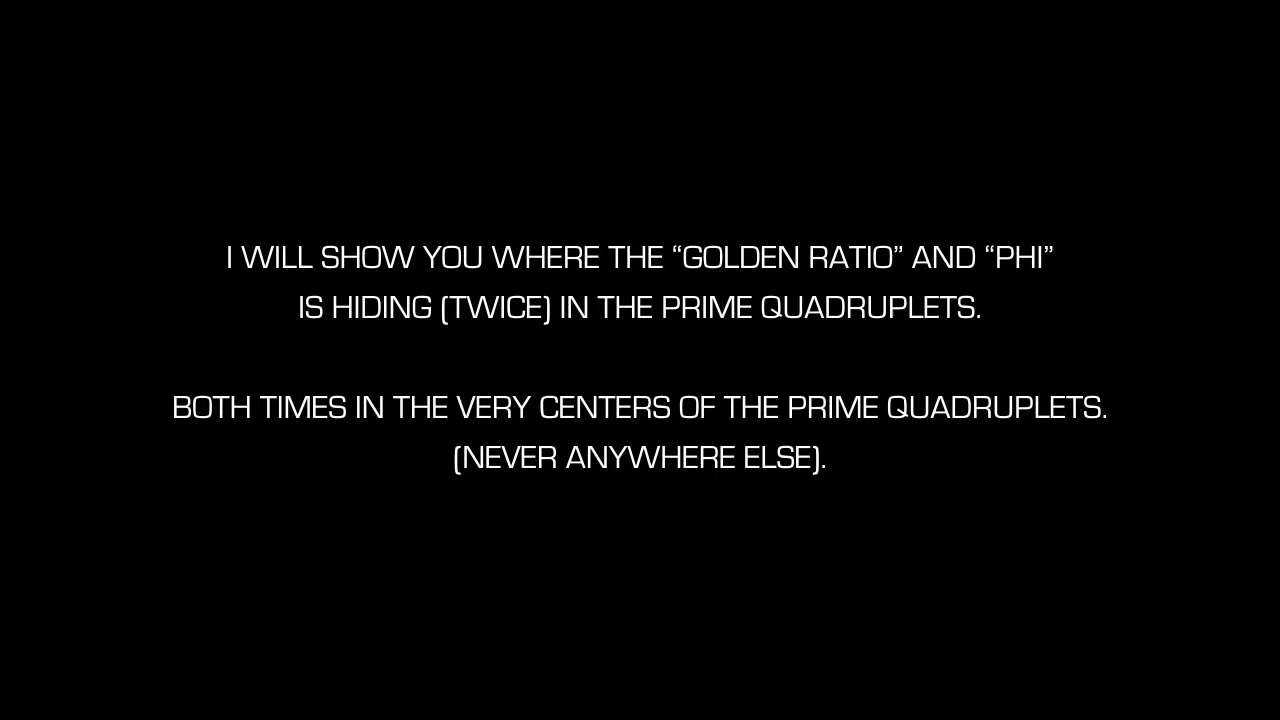 I WILL SHOW YOU WHERE THE “GOLDEN RATIO” AND “PHI”
IS HIDING (TWICE) IN THE PRIME QUADRUPLETS.
BOTH TIMES IN THE VERY CENTERS OF THE PRIME QUADRUPLETS.
(NEVER ANYWHERE ELSE).